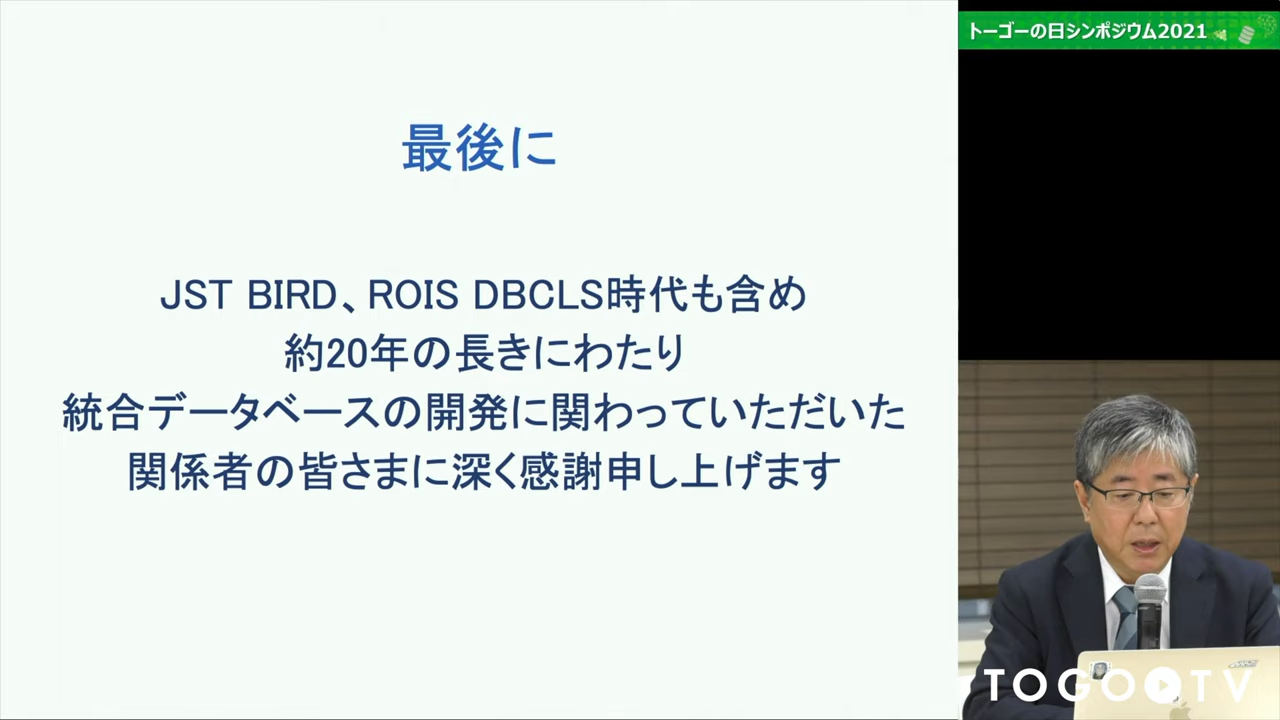 トーゴーの日シンポジウム2021
最後に
JST BIRD、ROIS DBCLS時代も含め
約20年の長きにわたり
統合データベースの開発に関わっていただいた
関係者の皆さまに深く感謝申し上げます
TOGO TV